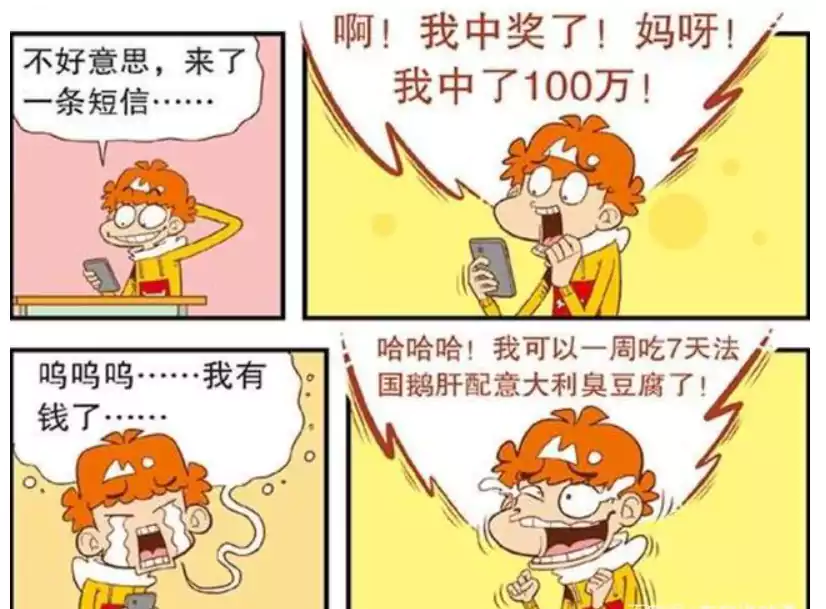 不好意思，来了
一条短信……
啊！我中奖了！妈呀！
我中了100万！
呜呜呜……我有
钱了……
哈哈哈！我可以一周吃7天法
国鹅肝配意大利臭豆腐了！